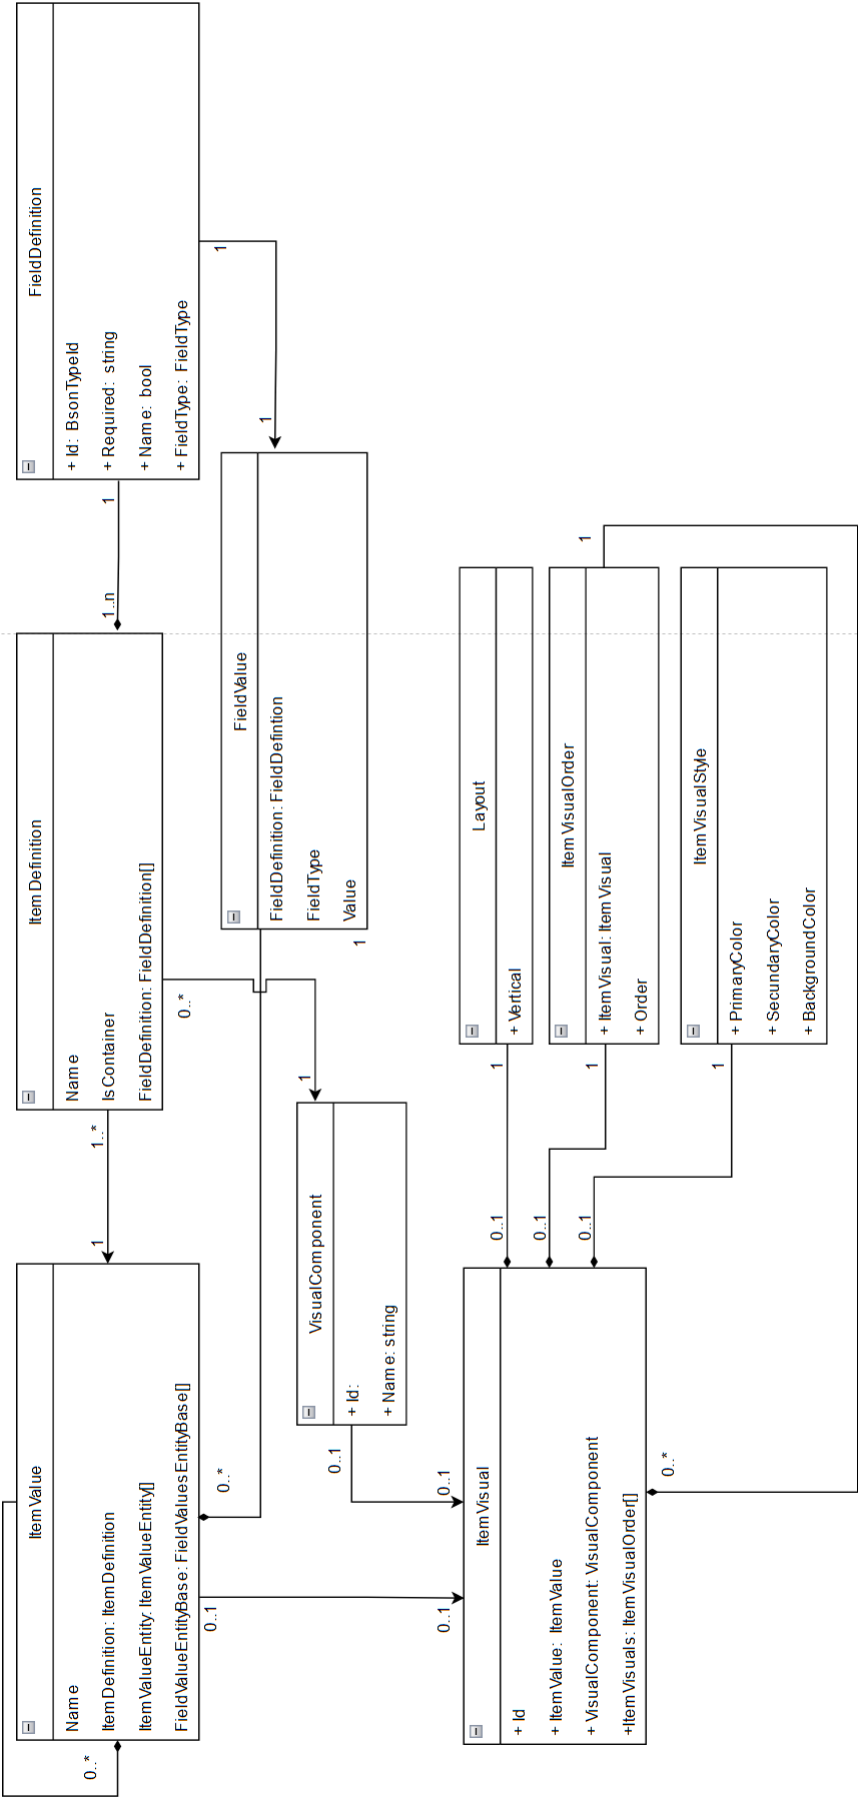 ItemValue
Name
ItemDefinition: ItemDefinition
ItemValueEntity: ItemValueEntity[]
FieldValueEntityBase: FieldValuesEntityBase[]
0..*
0..*
0..1
1
1..*
Item Definition
Name
IsContainer
FieldDefinition: FieldDefinition[]
0..*
1..n
1
FieldDefinition
+ Id: BsonTypeId
+ Required: string
+ Name: bool
+ FieldType: FieldType
1
1
FieldValue
FieldDefinition: FieldDefintion
FieldType
Value
1
1
VisualComponent
+ Id:
+ Name: string
0..1
0..1
0..1
ItemVisual
+ Id
+ ItemValue: ItemValue
+ VisualComponent: VisualComponent
+ItemVisuals: ItemVisualOrder[]
0..*
0..1
0..1
0..1
1
1
1
Layout
+ Vertical
ItemVisualOrder
+ ItemVisual: ItemVisual
+ Order
1
ItemVisualStyle
+ PrimaryColor
+ SecundaryColor
+ BackgroundColor